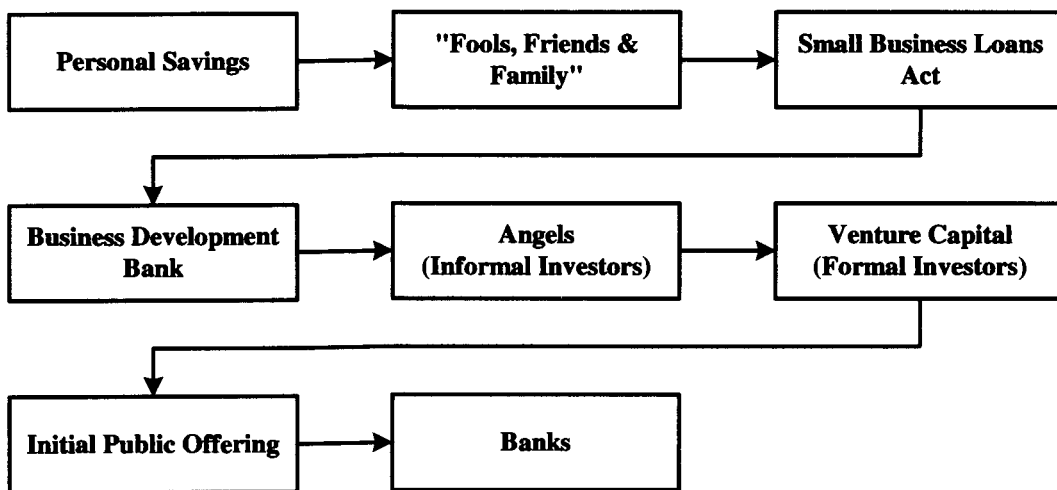 Personal Savings
"Fools, Friends &
Family"
Small Business Loans
Act
Business Development
Bank
Angels
(Informal Investors)
Venture Capital
(Formal Investors)
Initial Public Offering
Banks